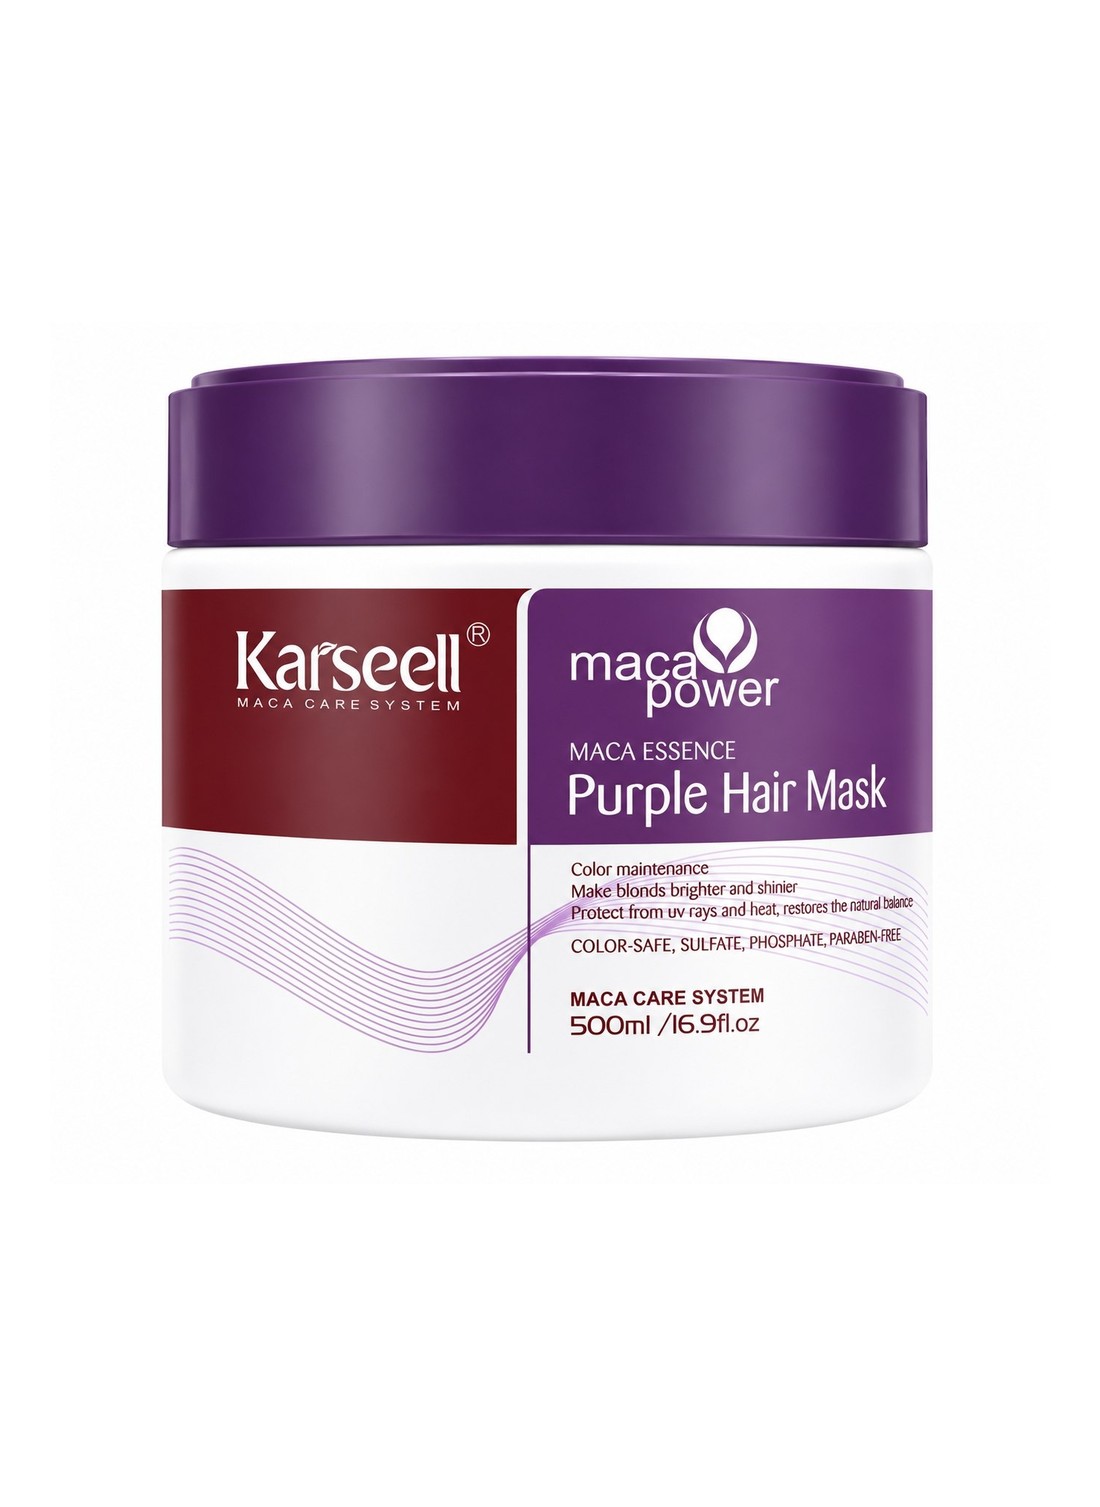 Karseell®
MACA CARE SYSTEM
maca
power
MACA ESSENCE
Purple Hair Mask
Color maintenance
Make blonds brighter and shinier
Protect from uv rays and heat, restores the natural balance
COLOR-SAFE, SULFATE, PHOSPHATE, PARABEN-FREE
MACA CARE SYSTEM
500ml /16.9fl.oz